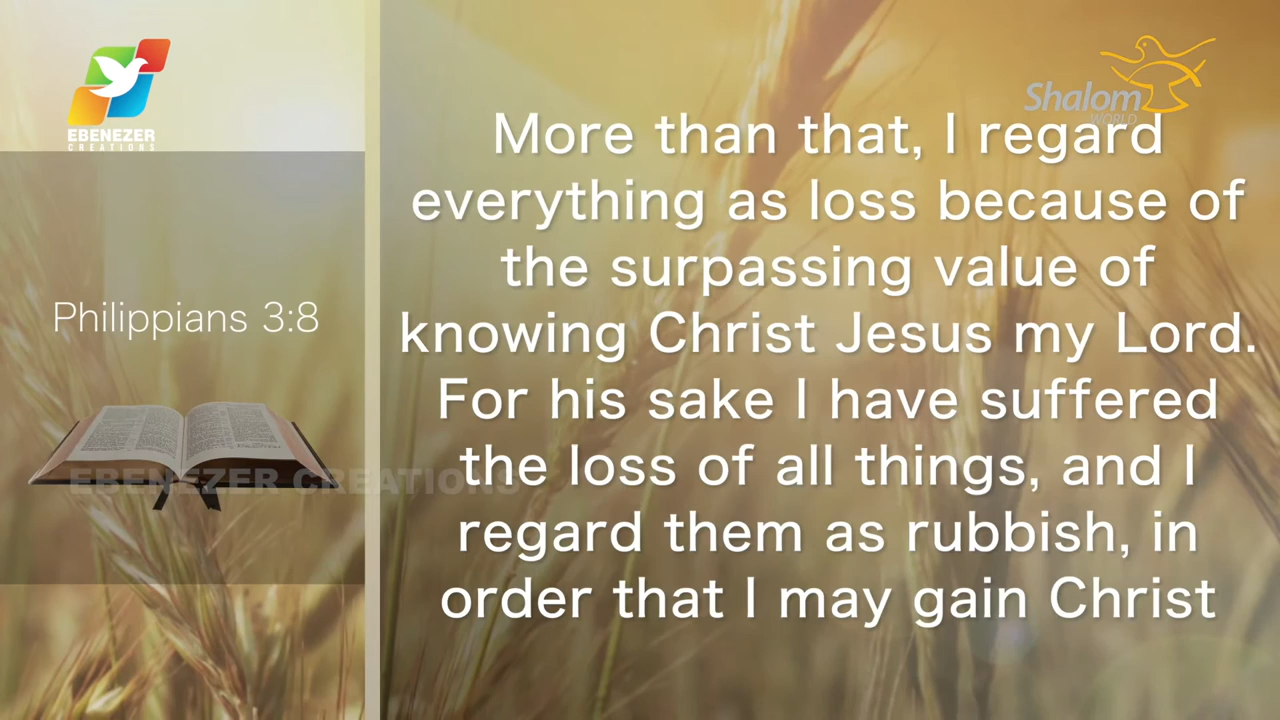 EBENEZER
CREATIONS
Shalom
WORLD
Philippians 3:8
More than that, I regard
everything as loss because of
the surpassing value of
knowing Christ Jesus my Lord.
For his sake I have suffered
the loss of all things, and I
regard them as rubbish, in
order that I may gain Christ
EBENEZER CREATIONS